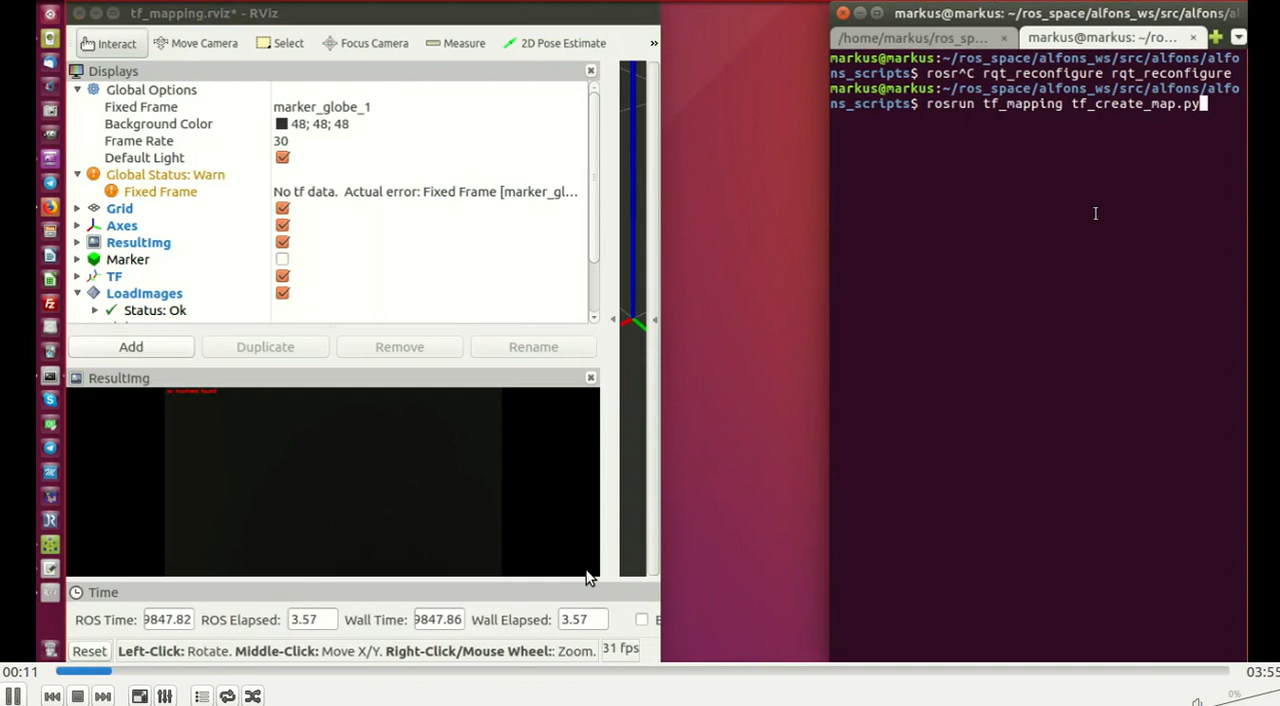 tf_mapping.rviz* - RViz
Interact Move Camera Select Focus Camera Measure 2D Pose Estimate »
Displays
Global Options
Fixed Frame marker_globe_1
Background Color 48; 48; 48
Frame Rate 30
Default Light
Global Status: Warn
Fixed Frame No tf data. Actual error: Fixed Frame [marker_gl...
Grid
Axes
ResultImg
Marker
TF
LoadImages
Status: Ok
Add Duplicate Remove Rename
ResultImg
Time
ROS Time: 9847.82 ROS Elapsed: 3.57 Wall Time: 9847.86 Wall Elapsed: 3.57
Reset Left-Click: Rotate. Middle-Click: Move X/Y. Right-Click/Mouse Wheel:: Zoom. 31 fps
markus@markus: ~/ros_space/alfons_ws/src/alfons/al
/home/markus/ros_sp... × markus@markus: ~/ro... ×
markus@markus:~/ros_space/alfons_ws/src/alfons/alfo
ns_scripts$ rosr^C rqt_reconfigure rqt_reconfigure
markus@markus:~/ros_space/alfons_ws/src/alfons/alfo
ns_scripts$ rosrun tf_mapping tf_create_map.py
00:11 03:55
0%